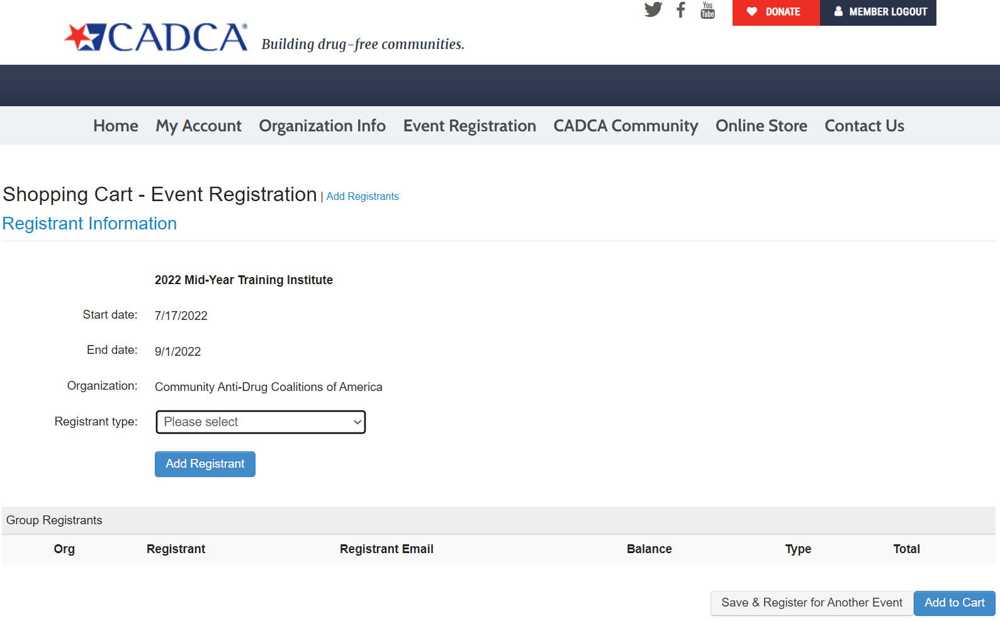 You
Tube
DONATE
MEMBER LOGOUT
CADCA®
Building drug-free communities.
Home My Account Organization Info Event Registration CADCA Community Online Store Contact Us
Shopping Cart - Event Registration | Add Registrants
Registrant Information
2022 Mid-Year Training Institute
Start date: 7/17/2022
End date: 9/1/2022
Organization: Community Anti-Drug Coalitions of America
Registrant type: Please select
Add Registrant
Group Registrants
Org Registrant Registrant Email Balance Type Total
Save & Register for Another Event Add to Cart